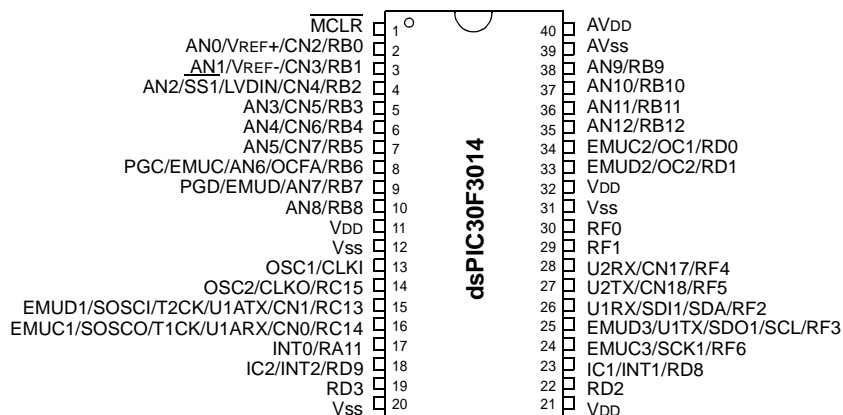 MCLR 1
AN0/VREF+/CN2/RB0 2
AN1/VREF-/CN3/RB1 3
AN2/SS1/LVDIN/CN4/RB2 4
AN3/CN5/RB3 5
AN4/CN6/RB4 6
AN5/CN7/RB5 7
PGC/EMUC/AN6/OCFA/RB6 8
PGD/EMUD/AN7/RB7 9
AN8/RB8 10
VDD 11
VSS 12
OSC1/CLKI 13
OSC2/CLKO/RC15 14
EMUD1/SOSCI/T2CK/U1ATX/CN1/RC13 15
EMUC1/SOSCO/T1CK/U1ARX/CN0/RC14 16
INT0/RA11 17
IC2/INT2/RD9 18
RD3 19
VSS 20
dsPIC30F3014
40 AVDD
39 AVSS
38 AN9/RB9
37 AN10/RB10
36 AN11/RB11
35 AN12/RB12
34 EMUC2/OC1/RD0
33 EMUD2/OC2/RD1
32 VDD
31 VSS
30 RF0
29 RF1
28 U2RX/CN17/RF4
27 U2TX/CN18/RF5
26 U1RX/SDI1/SDA/RF2
25 EMUD3/U1TX/SDO1/SCL/RF3
24 EMUC3/SCK1/RF6
23 IC1/INT1/RD8
22 RD2
21 VDD